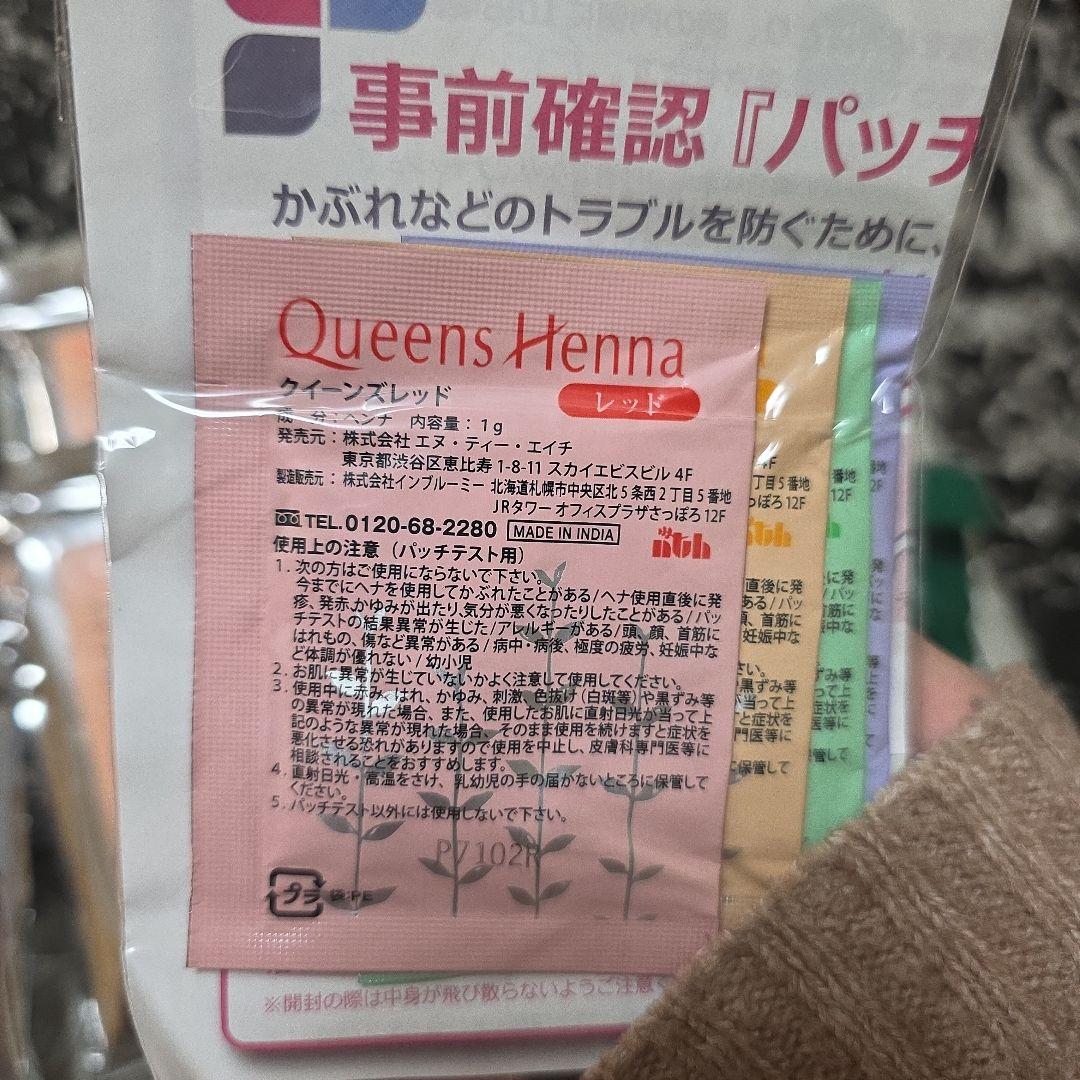 事前確認『パッチ
かぶれなどのトラブルを防ぐために、
Queens Henna
クイーンズレッド
レッド
成 分：ヘンナ 内容量：1g
発売元：株式会社 エヌ・ティー・エイチ
東京都渋谷区恵比寿 1-8-11 スカイエビスビル 4F
製造販売元：株式会社インブルーミー 北海道札幌市中央区北5条西2丁目5番地
JRタワー オフィスプラザさっぽろ 12F
TEL.0120-68-2280 MADE IN INDIA
nth
使用上の注意（パッチテスト用）
1. 次の方はご使用にならないで下さい。
今までにヘナを使用してかぶれたことがある/ヘナ使用直後に発
疹、発赤、かゆみが出たり、気分が悪くなったりしたことがある/パッ
チテストの結果異常が生じた/アレルギーがある/頭、顔、首筋に
はれもの、傷など異常がある/病中・病後、極度の疲労、妊娠中な
ど体調が優れない/幼小児
2. お肌に異常が生じていないかよく注意して使用してください。
3. 使用中に赤み、はれ、かゆみ、刺激、色抜け（白斑等）や黒ずみ等
の異常が現れた場合、また、使用したお肌に直射日光が当って上
記のような異常が現れた場合、そのまま使用を続けますと症状を
悪化させる恐れがありますので使用を中止し、皮膚科専門医等に
相談されることをおすすめします。
4. 直射日光・高温をさけ、乳幼児の手の届かないところに保管して
ください。
5. パッチテスト以外には使用しないで下さい。
P7102R
プラ 袋:PE
※開封の際は中身が飛び散らないようご注意